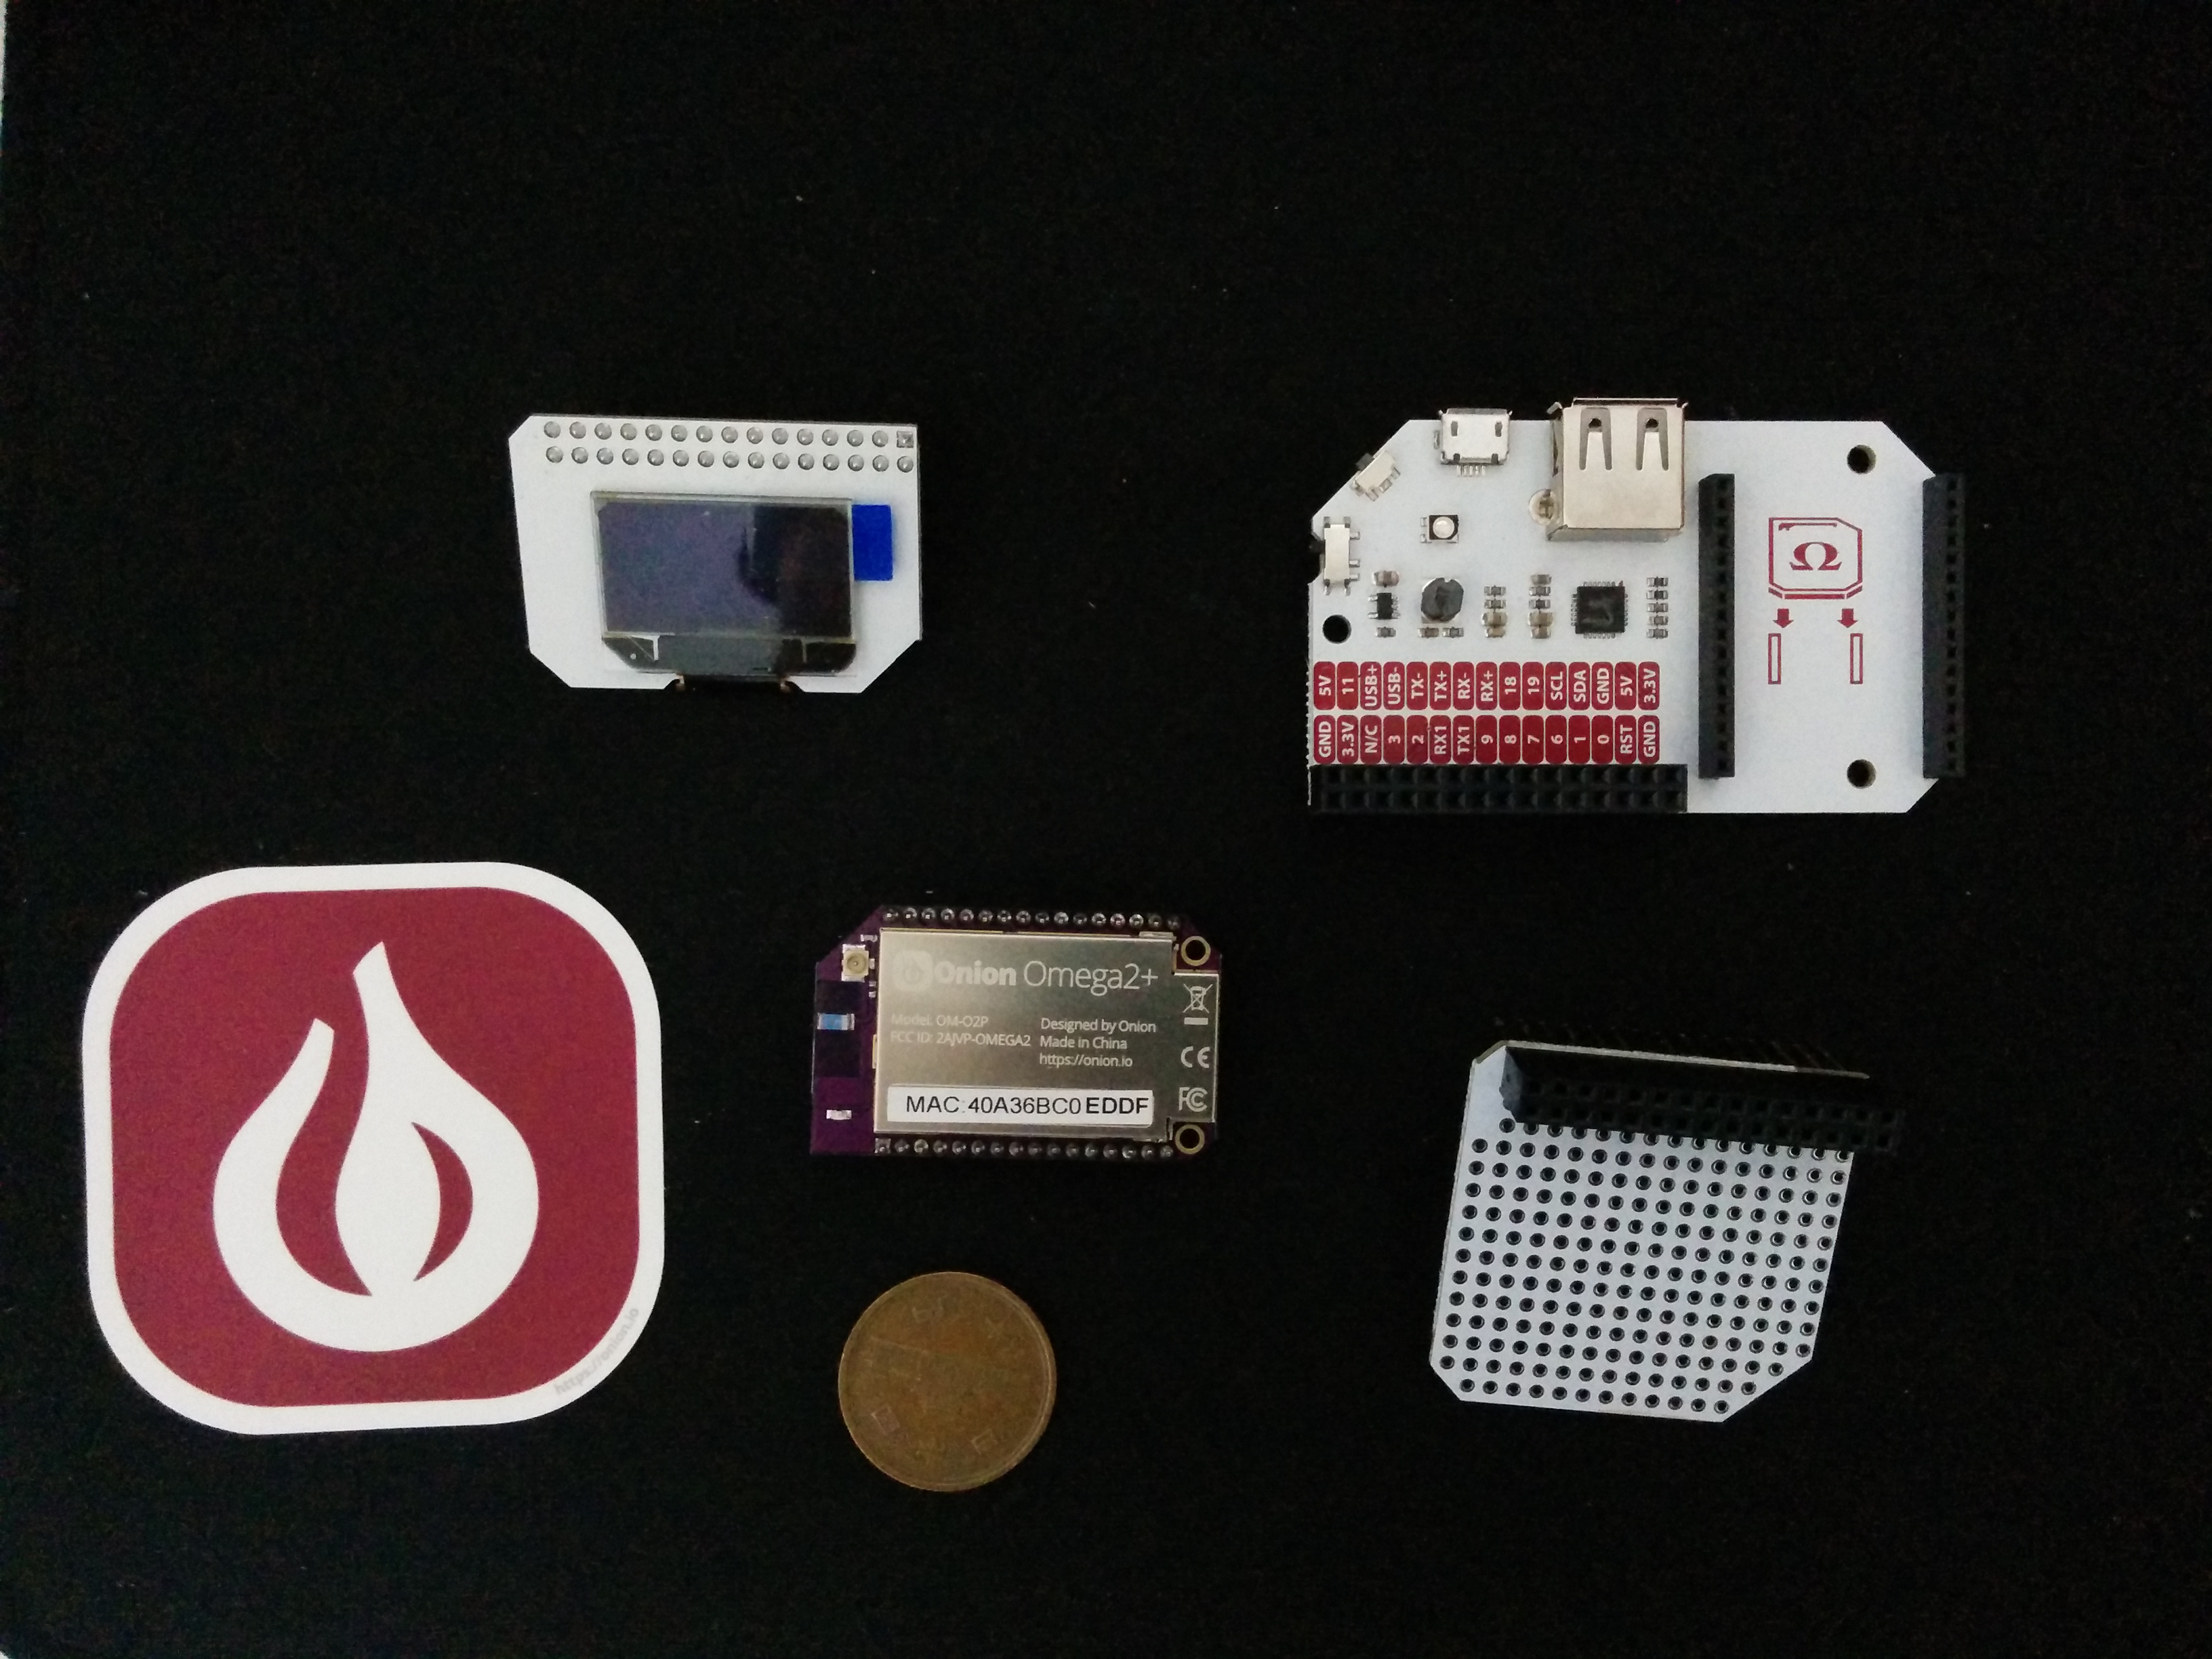 Ω
5V 11 USB+ USB- TX- TX+ RX- RX+ 18 19 SCL SDA GND 5V 3.3V
GND 3.3V N/C 3 2 RX1 TX1 9 8 7 6 1 0 RST GND
Onion Omega2+
Model: OM-O2P
FCC ID: 2AJVP-OMEGA2
Designed by Onion
Made in China
https://onion.io
CE
FC
MAC:40A36BC0EDDF
https://onion.io